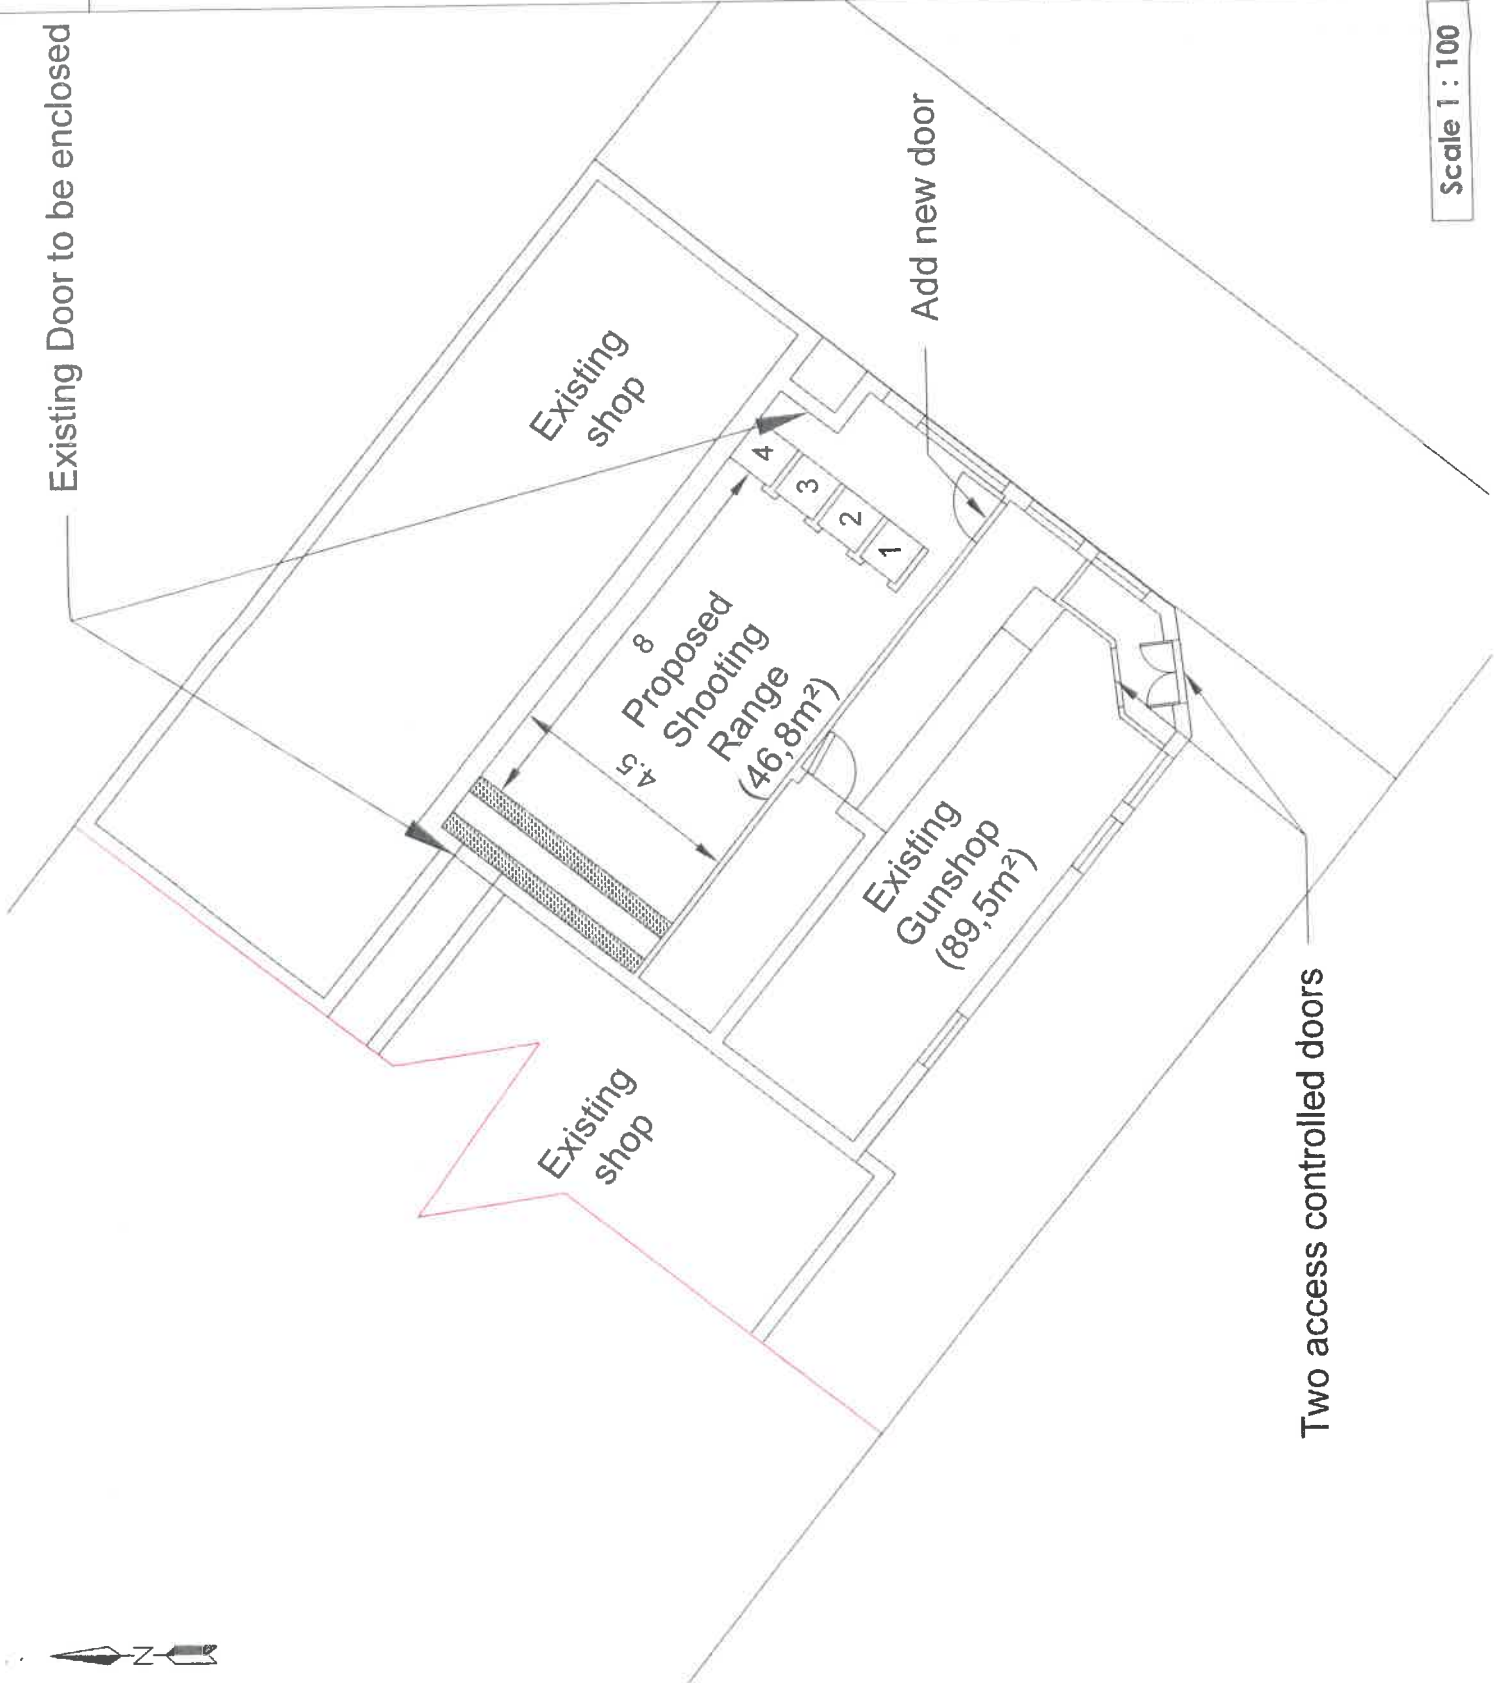 Existing Door to be enclosed
Existing
shop
Add new door
Scale 1 : 100
4
3
2
1
8
Proposed
Shooting
Range
(46,8m²)
4.5
Existing
Gunshop
(89,5m²)
Existing
shop
Two access controlled doors
N